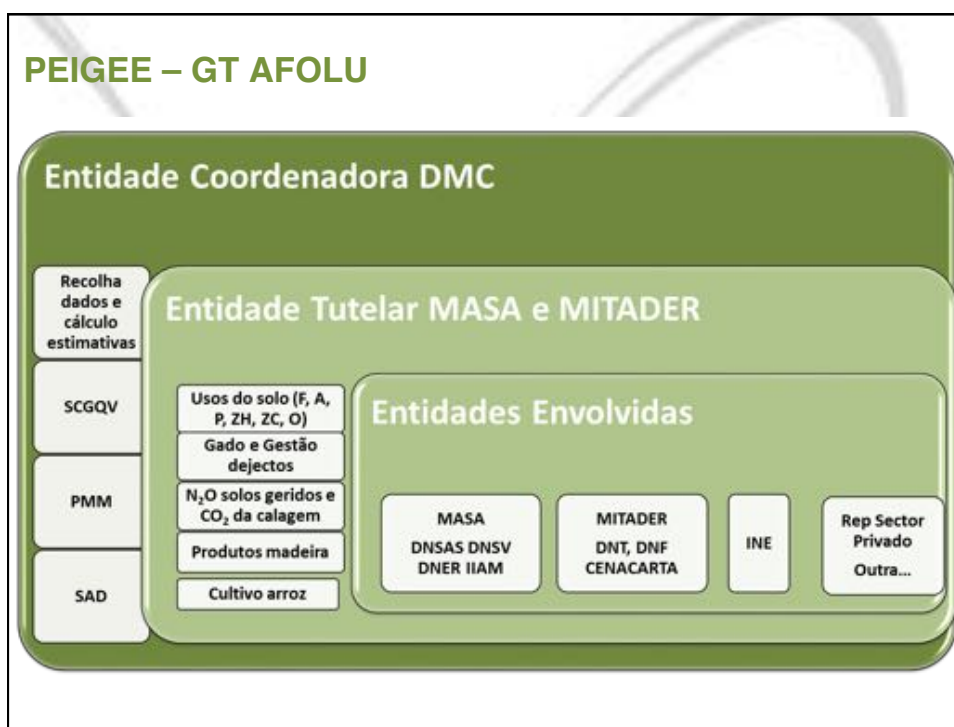 PEIGEE – GT AFOLU
Entidade Coordenadora DMC
Recolha
dados e
cálculo
estimativas
SCGQV
PMM
SAD
Entidade Tutelar MASA e MITADER
Usos do solo (F, A,
P, ZH, ZC, O)
Gado e Gestão
dejectos
N₂O solos geridos e
CO₂ da calagem
Produtos madeira
Cultivo arroz
Entidades Envolvidas
MASA
DNSAS DNSV
DNER IIAM
MITADER
DNT, DNF
CENACARTA
INE
Rep Sector
Privado
Outra...